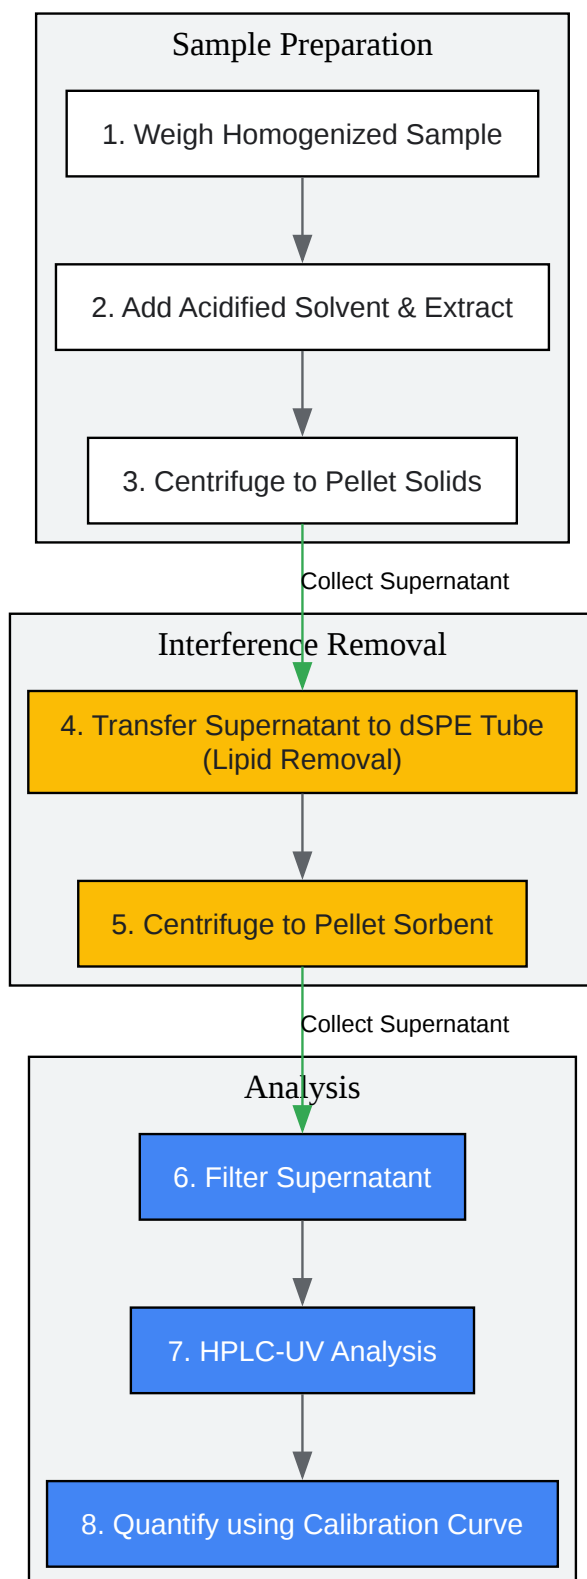 Sample Preparation
1. Weigh Homogenized Sample
2. Add Acidified Solvent & Extract
3. Centrifuge to Pellet Solids
Collect Supernatant
Interference Removal
4. Transfer Supernatant to dSPE Tube
(Lipid Removal)
5. Centrifuge to Pellet Sorbent
Collect Supernatant
Analysis
6. Filter Supernatant
7. HPLC-UV Analysis
8. Quantify using Calibration Curve